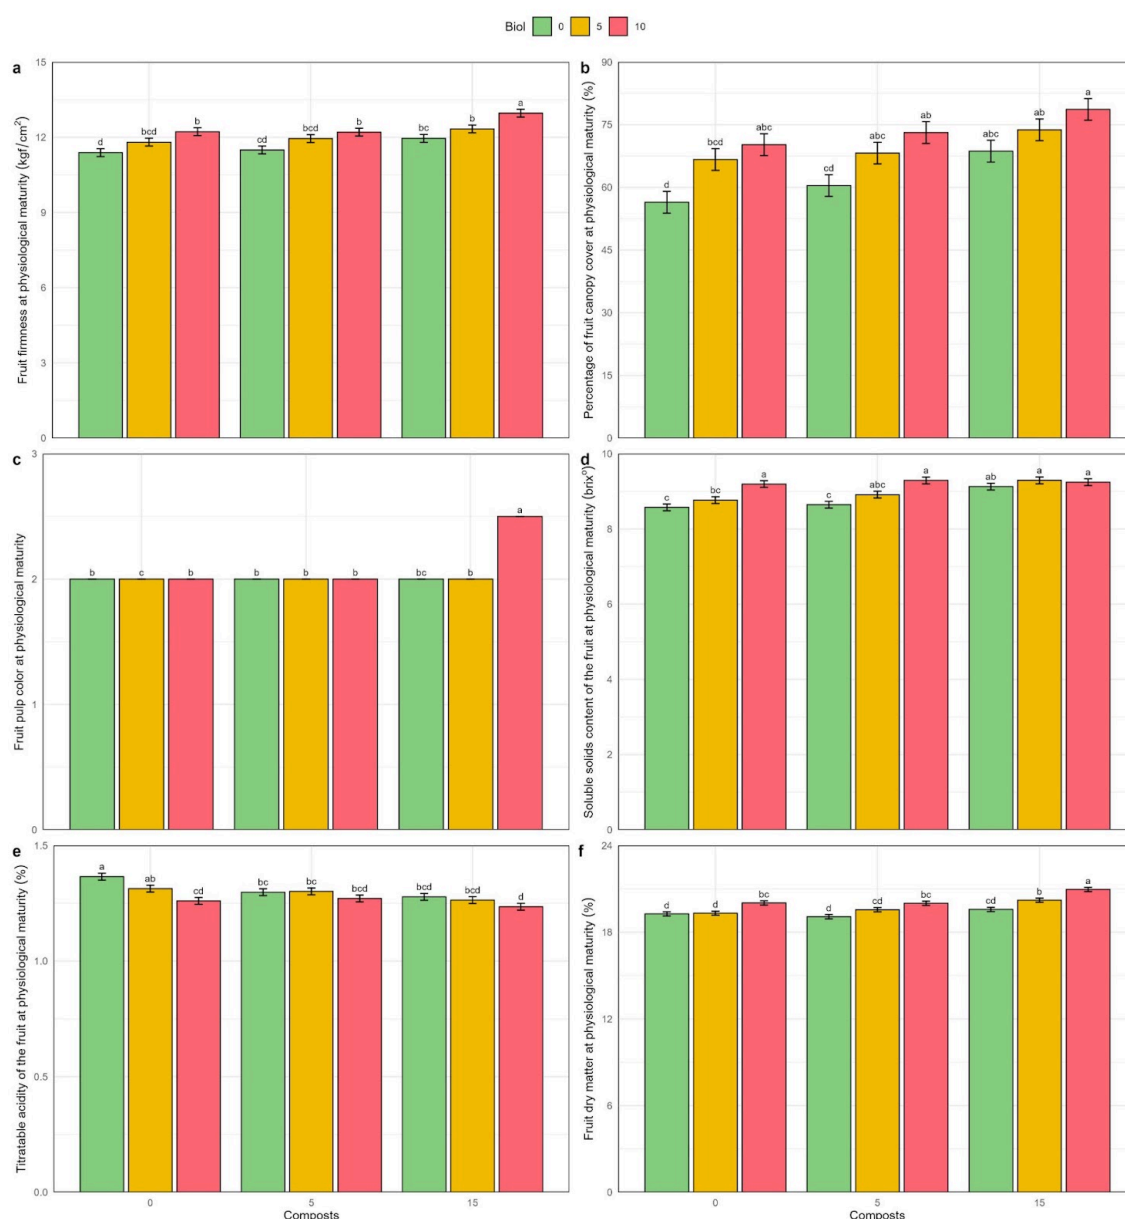 Biol 0 5 10
a
Fruit firmness at physiological maturity (kgf/cm²)
15
12
9
6
3
0
d bcd b cd bcd b bc b a
b
Percentage of fruit canopy cover at physiological maturity (%)
90
75
60
45
30
15
0
d bcd abc cd abc ab abc ab a
c
Fruit pulp color at physiological maturity
3
2
1
0
b c b b b b bc b a
d
Soluble solids content of the fruit at physiological maturity (brixº)
10
8
6
4
2
0
c bc a c abc a ab a a
e
Titratable acidity of the fruit at physiological maturity (%)
1.5
1.0
0.5
0.0
a ab cd bc bc bcd bcd bcd d
0 5 15
Composts
f
Fruit dry matter at physiological maturity (%)
24
18
12
6
0
d d bc d cd bc cd b a
0 5 15
Composts